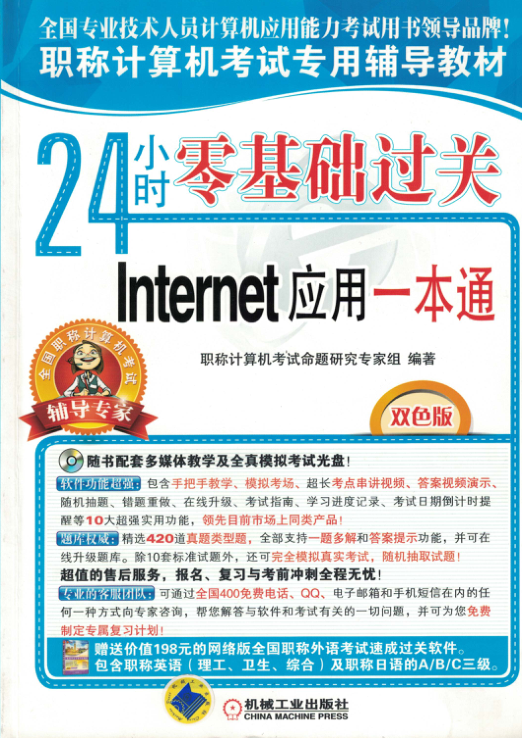 全国专业技术人员计算机应用能力考试用书领导品牌！
职称计算机考试专用辅导教材
24小时 零基础过关
Internet 应用一本通
职称计算机考试命题研究专家组 编著
全国职称计算机考试
辅导专家
双色版
随书配套多媒体教学及全真模拟考试光盘！
软件功能超强：包含手把手教学、模拟考场、超长考点串讲视频、答案视频演示、
随机抽题、错题重做、在线升级、考试指南、学习进度记录、考试日期倒计时提
醒等10大超强实用功能，领先目前市场上同类产品！
题库权威：精选420道真题类型题，全部支持一题多解和答案提示功能，并可在
线升级题库。除10套标准试题外，还可完全模拟真实考试，随机抽取试题！
超值的售后服务，报名、复习与考前冲刺全程无忧！
专业的客服团队：可通过全国400免费电话、QQ、电子邮箱和手机短信在内的任
何一种方式向专家咨询，帮您解答与软件和考试有关的一切问题，并可为您免费
制定专属复习计划！
赠送价值198元的网络版全国职称外语考试速成过关软件。
包含职称英语（理工、卫生、综合）及职称日语的A/B/C三级。
机械工业出版社
CHINA MACHINE PRESS